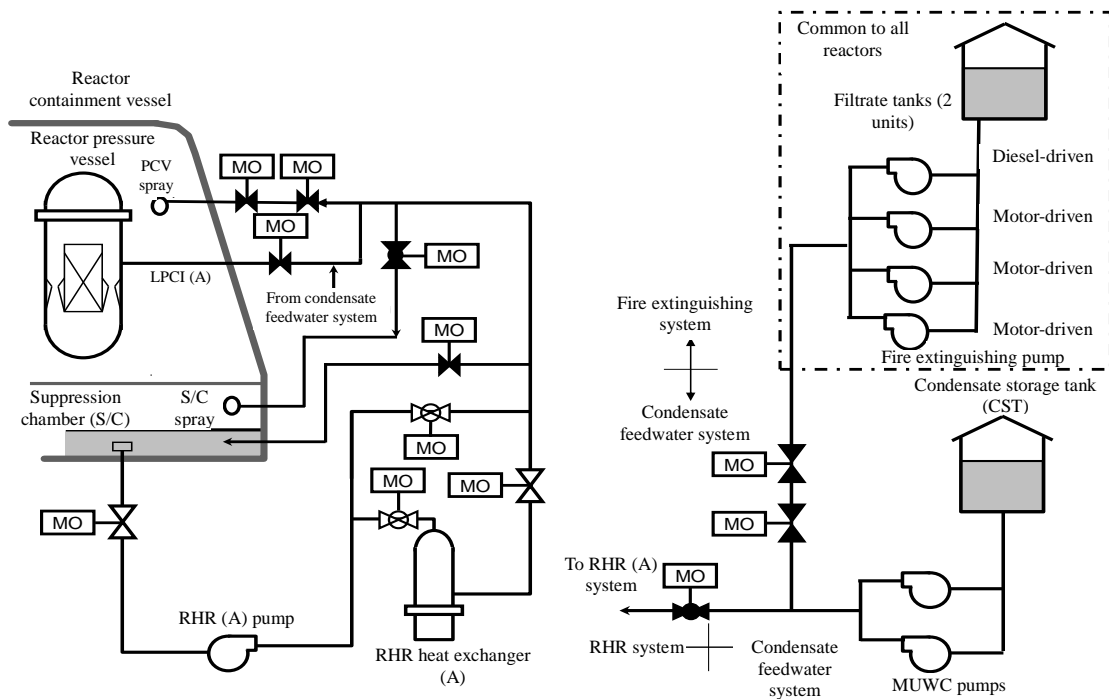 Reactor
containment vessel
Reactor pressure
vessel
PCV
spray
MO
MO
MO
LPCI (A)
From condensate
feedwater system
MO
MO
Suppression
chamber (S/C)
S/C
spray
MO
MO
MO
MO
RHR (A) pump
RHR heat exchanger
(A)
Common to all
reactors
Filtrate tanks (2
units)
Diesel-driven
Motor-driven
Motor-driven
Motor-driven
Fire extinguishing pump
Fire extinguishing
system
Condensate
feedwater system
Condensate storage tank
(CST)
MO
MO
To RHR (A)
system
MO
RHR system
Condensate
feedwater system
MUWC pumps